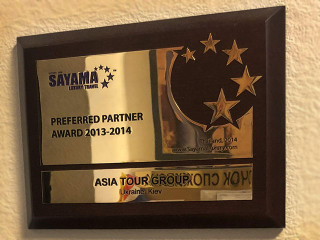 SAYAMA
LUXURY TRAVEL
PREFERRED PARTNER
AWARD 2013-2014
ASIA TOUR GROUP
Ukraine, Kiev